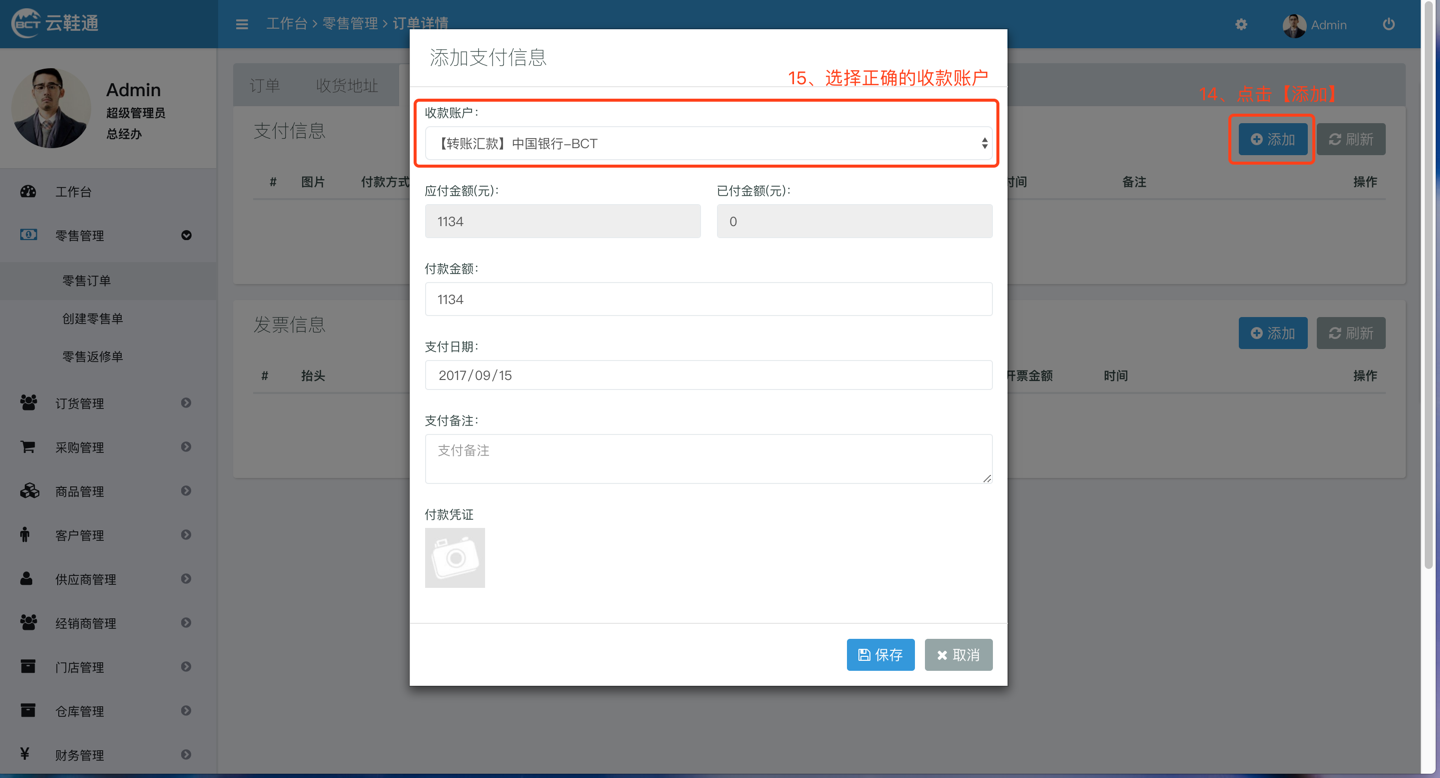 BCT 云鞋通
工作台 > 零售管理 > 订单详情
Admin
Admin
超级管理员
总经办
工作台
零售管理
零售订单
创建零售单
零售返修单
订货管理
采购管理
商品管理
客户管理
供应商管理
经销商管理
门店管理
仓库管理
财务管理
订单 收货地址
支付信息
14、点击【添加】
添加 刷新
# 图片 付款方式 时间 备注 操作
发票信息
添加 刷新
# 抬头 开票金额 时间 操作
添加支付信息
15、选择正确的收款账户
收款账户:
【转账汇款】中国银行-BCT
应付金额(元): 已付金额(元):
1134 0
付款金额:
1134
支付日期:
2017/09/15
支付备注:
支付备注
付款凭证
保存 取消